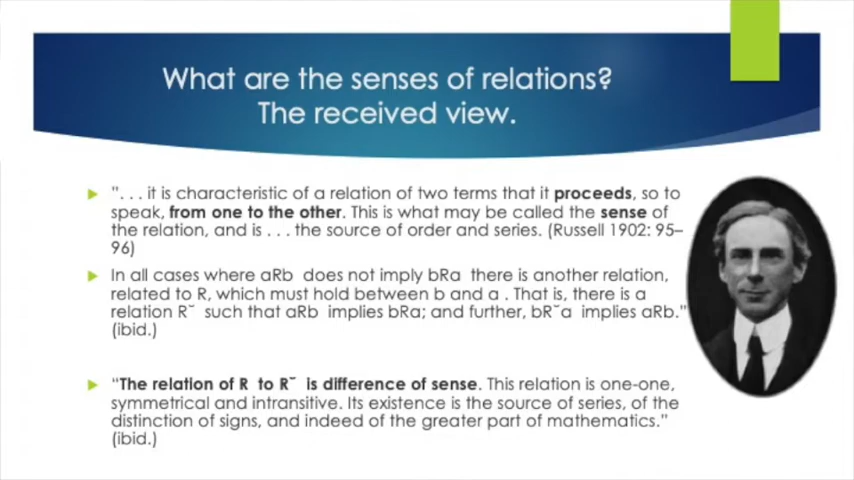 What are the senses of relations?
The received view.
". . . it is characteristic of a relation of two terms that it proceeds, so to
speak, from one to the other. This is what may be called the sense of
the relation, and is . . . the source of order and series. (Russell 1902: 95–
96)
In all cases where aRb does not imply bRa there is another relation,
related to R, which must hold between b and a . That is, there is a
relation R˘ such that aRb implies bRa; and further, bR˘a implies aRb."
(ibid.)
"The relation of R to R˘ is difference of sense. This relation is one-one,
symmetrical and intransitive. Its existence is the source of series, of the
distinction of signs, and indeed of the greater part of mathematics."
(ibid.)